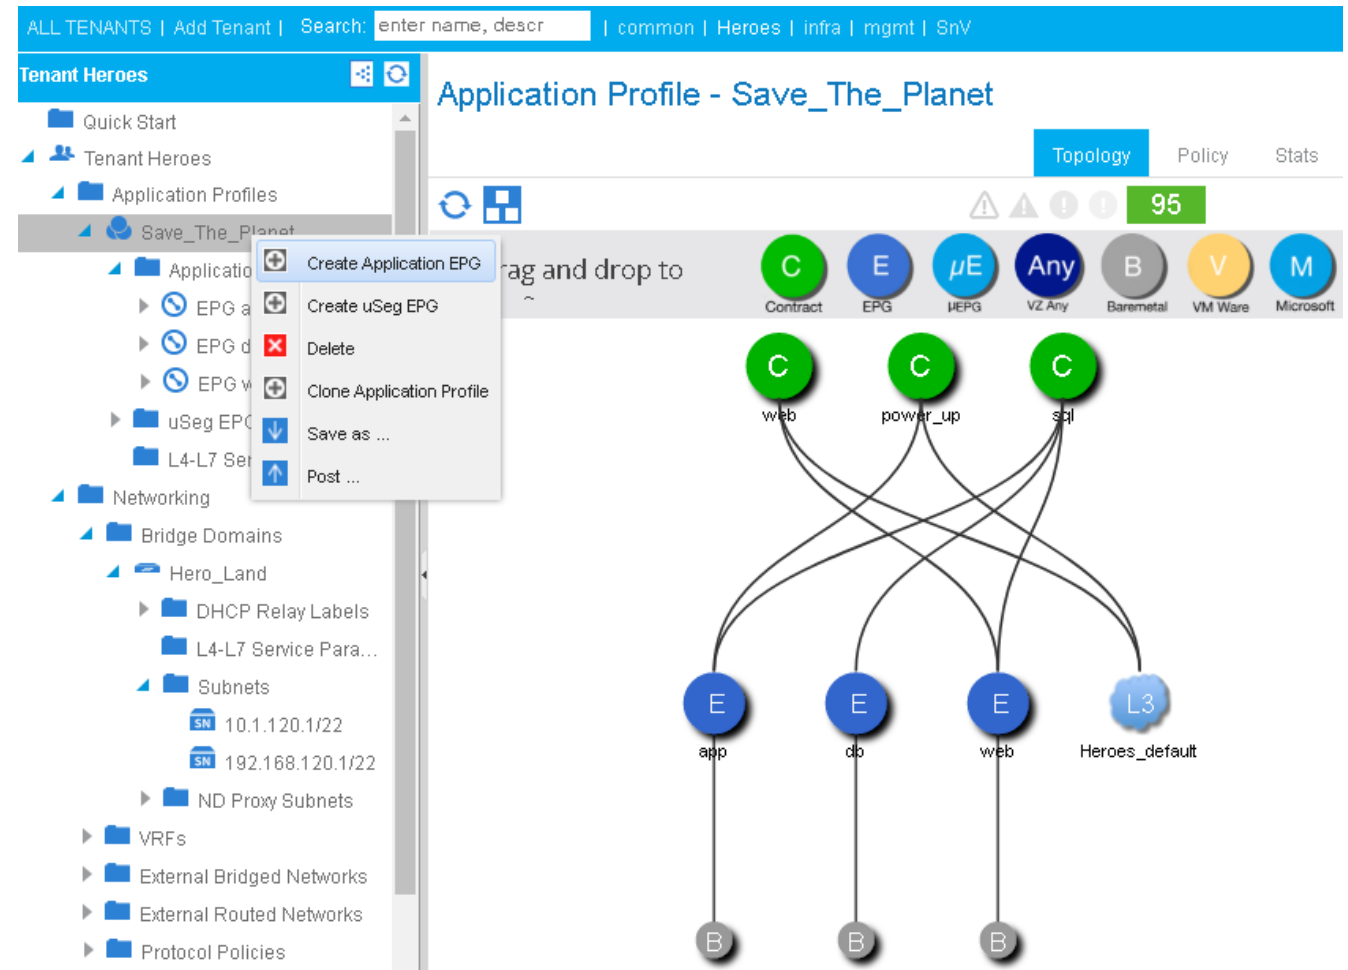 ALL TENANTS | Add Tenant | Search: enter name, descr | common | Heroes | infra | mgmt | SnV
Tenant Heroes
Quick Start
Tenant Heroes
Application Profiles
Save_The_Planet
Applicatio
EPG a
EPG d
EPG w
uSeg EPG
L4-L7 Ser
Networking
Bridge Domains
Hero_Land
DHCP Relay Labels
L4-L7 Service Para...
Subnets
SN 10.1.120.1/22
SN 192.168.120.1/22
ND Proxy Subnets
VRFs
External Bridged Networks
External Routed Networks
Protocol Policies
Create Application EPG
Create uSeg EPG
Delete
Clone Application Profile
Save as ...
Post ...
Application Profile - Save_The_Planet
Topology Policy Stats
95
rag and drop to
C E µE Any B V M
Contract EPG µEPG VZ Any Baremetal VM Ware Microsoft
C C C
web power_up sql
E E E L3
app db web Heroes_default
B B B